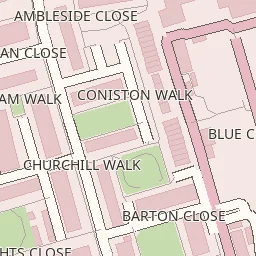 AMBLESIDE CLOSE
AN CLOSE
AM WALK
CONISTON WALK
BLUE C
CHURCHILL WALK
BARTON CLOSE
HTS CLOSE